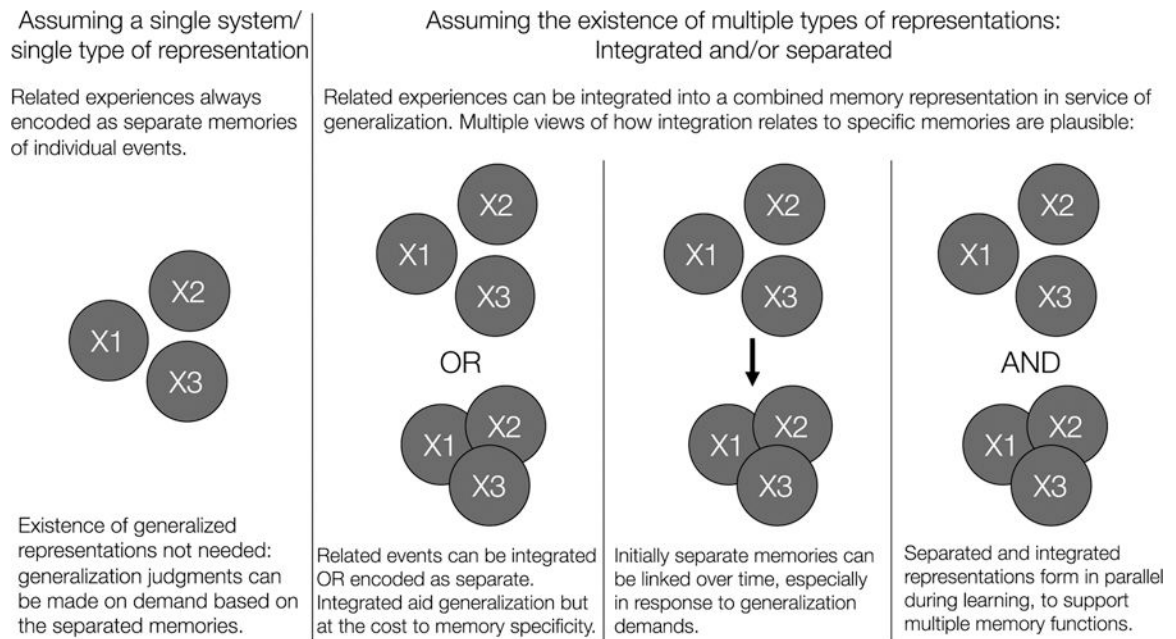 Assuming a single system/
single type of representation
Related experiences always
encoded as separate memories
of individual events.
X2
X1
X3
Existence of generalized
representations not needed:
generalization judgments can
be made on demand based on
the separated memories.
Assuming the existence of multiple types of representations:
Integrated and/or separated
Related experiences can be integrated into a combined memory representation in service of
generalization. Multiple views of how integration relates to specific memories are plausible:
X2
X1
X3
OR
X2
X1
X3
Related events can be integrated
OR encoded as separate.
Integrated aid generalization but
at the cost to memory specificity.
X2
X1
X3
X2
X1
X3
Initially separate memories can
be linked over time, especially
in response to generalization
demands.
X2
X1
X3
AND
X2
X1
X3
Separated and integrated
representations form in parallel
during learning, to support
multiple memory functions.